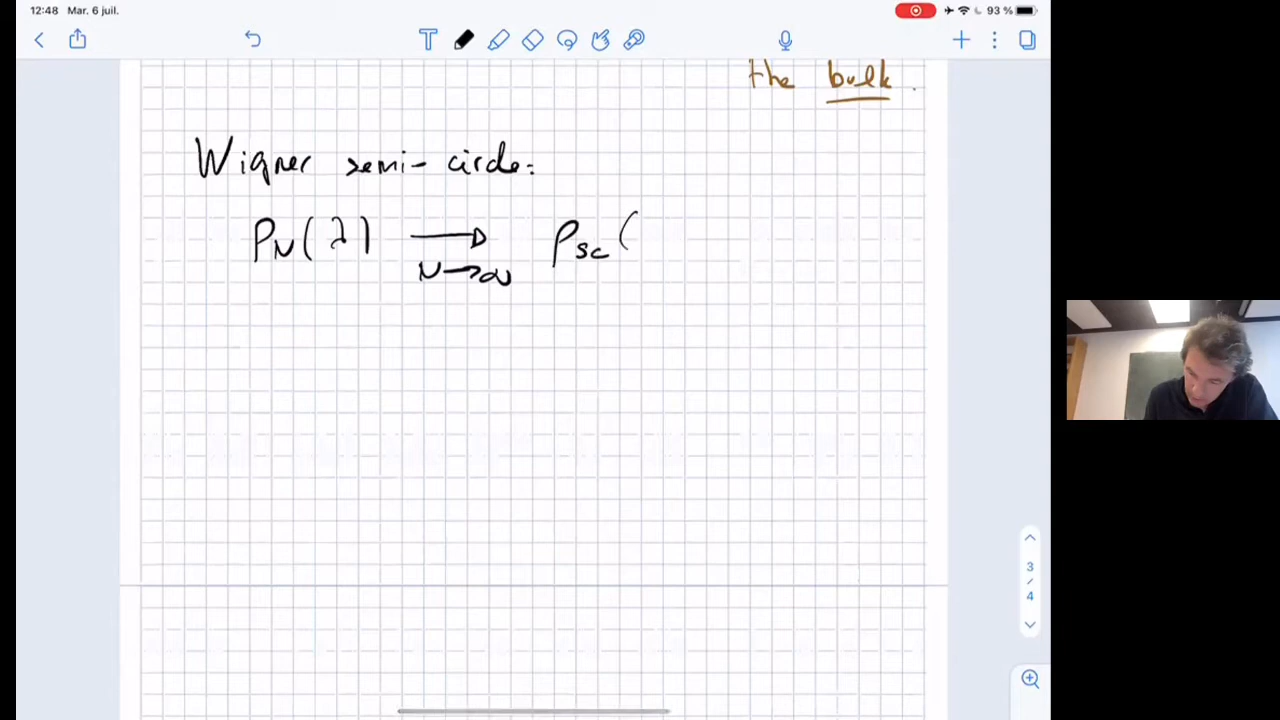 12:48 Mar. 6 juil.
93 %
the bulk.
Wigner semi-circle:
ρN(λ) → ρsc(
N→∞
3
/
4